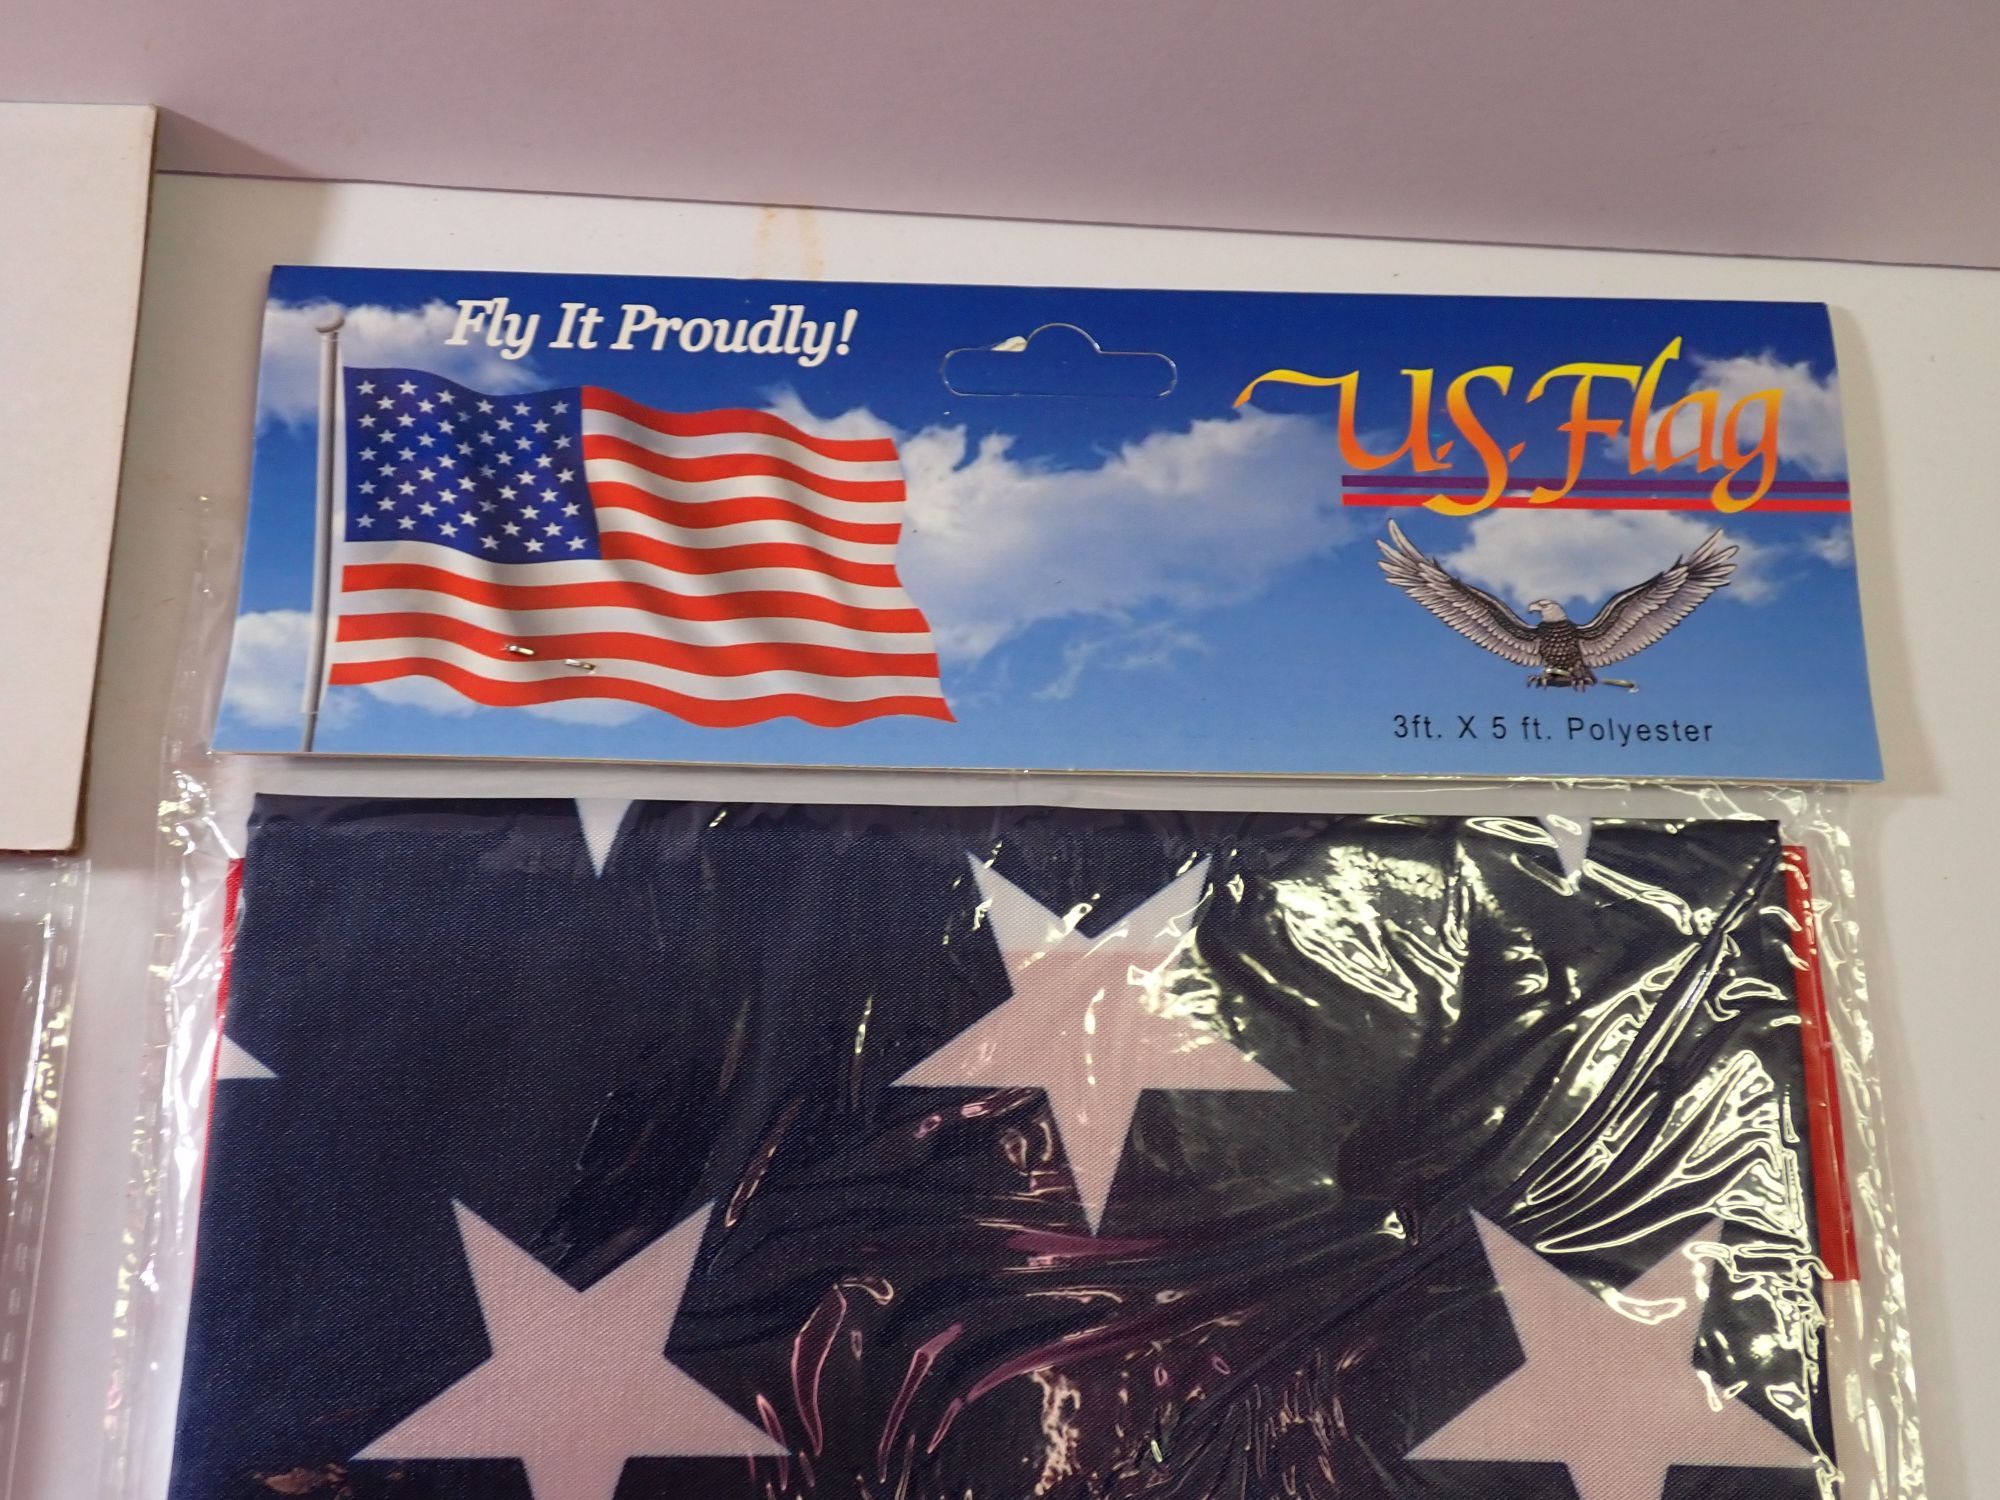 Fly It Proudly!
U.S. Flag
3ft. X 5 ft. Polyester